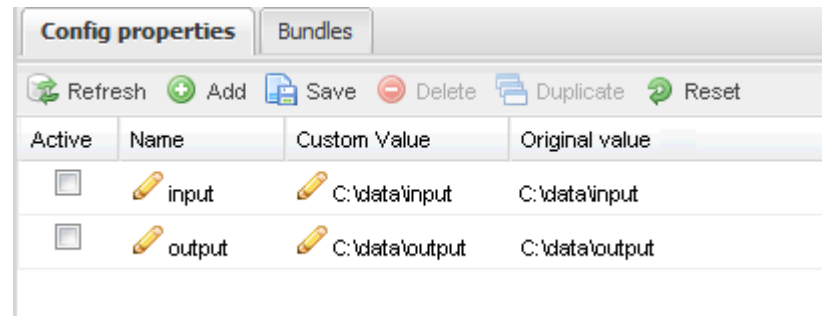 Config properties Bundles
Refresh Add Save Delete Duplicate Reset
Active Name Custom Value Original value
input C:\data\input C:\data\input
output C:\data\output C:\data\output